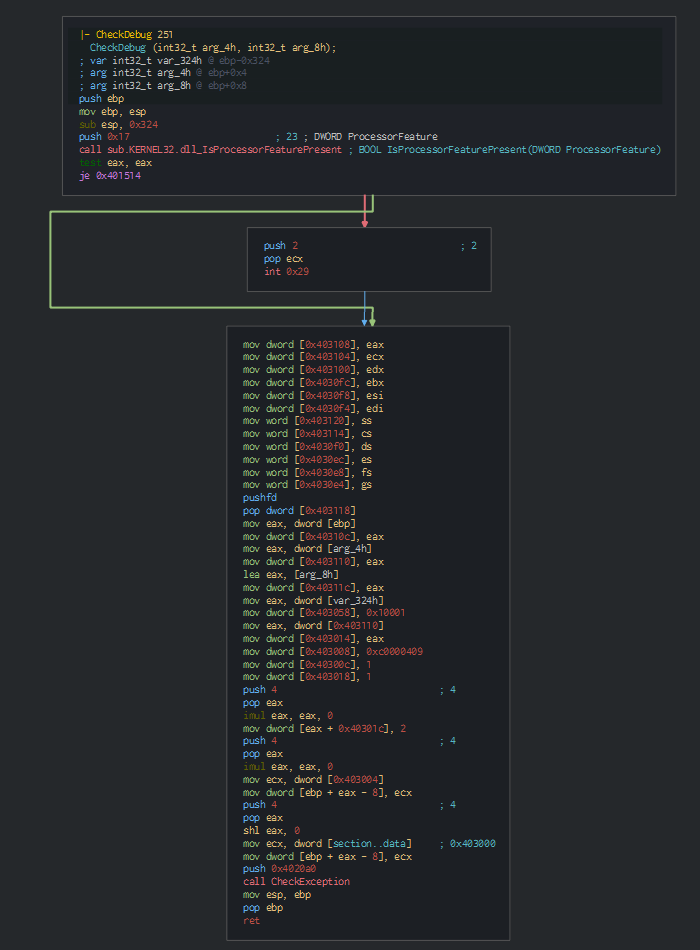 |- CheckDebug 251
CheckDebug (int32_t arg_4h, int32_t arg_8h);
; var int32_t var_324h @ ebp-0x324
; arg int32_t arg_4h @ ebp+0x4
; arg int32_t arg_8h @ ebp+0x8
push ebp
mov ebp, esp
sub esp, 0x324
push 0x17 ; 23 ; DWORD ProcessorFeature
call sub.KERNEL32.dll_IsProcessorFeaturePresent ; BOOL IsProcessorFeaturePresent(DWORD ProcessorFeature)
test eax, eax
je 0x401514
push 2 ; 2
pop ecx
int 0x29
mov dword [0x403108], eax
mov dword [0x403104], ecx
mov dword [0x403100], edx
mov dword [0x4030fc], ebx
mov dword [0x4030f8], esi
mov dword [0x4030f4], edi
mov word [0x403120], ss
mov word [0x403114], cs
mov word [0x4030f0], ds
mov word [0x4030ec], es
mov word [0x4030e8], fs
mov word [0x4030e4], gs
pushfd
pop dword [0x403118]
mov eax, dword [ebp]
mov dword [0x40310c], eax
mov eax, dword [arg_4h]
mov dword [0x403110], eax
lea eax, [arg_8h]
mov dword [0x40311c], eax
mov eax, dword [var_324h]
mov dword [0x403058], 0x10001
mov eax, dword [0x403110]
mov dword [0x403014], eax
mov dword [0x403008], 0xc0000409
mov dword [0x40300c], 1
mov dword [0x403018], 1
push 4 ; 4
pop eax
imul eax, eax, 0
mov dword [eax + 0x40301c], 2
push 4 ; 4
pop eax
imul eax, eax, 0
mov ecx, dword [0x403004]
mov dword [ebp + eax - 8], ecx
push 4 ; 4
pop eax
shl eax, 0
mov ecx, dword [section..data] ; 0x403000
mov dword [ebp + eax - 8], ecx
push 0x4020a0
call CheckException
mov esp, ebp
pop ebp
ret